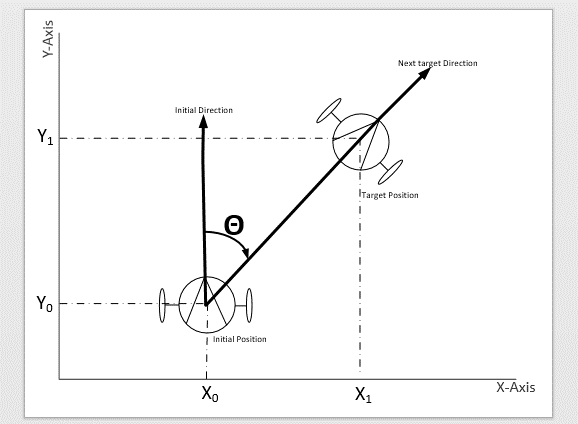 Y-Axis
Next target Direction
Initial Direction
Y1
Target Position
Θ
Y0
Initial Position
X0
X1
X-Axis